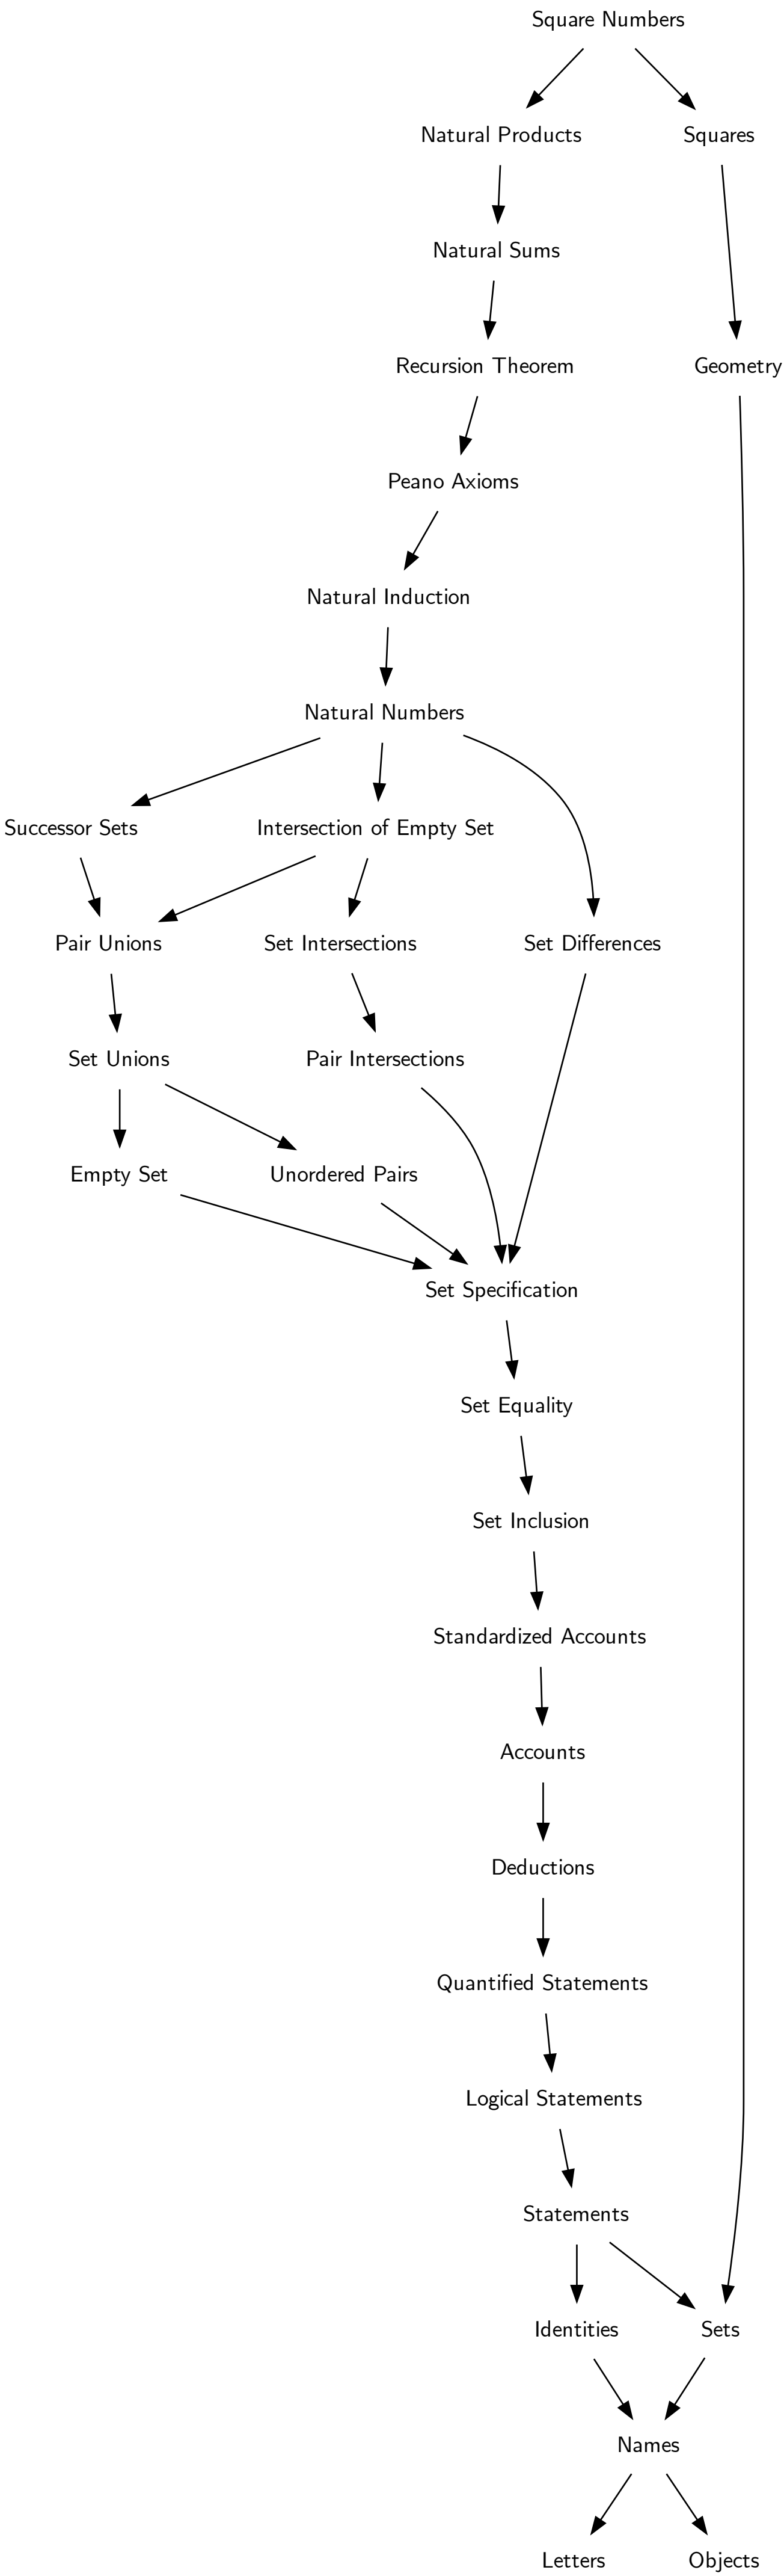 Square Numbers
Natural Products
Squares
Natural Sums
Recursion Theorem
Geometry
Peano Axioms
Natural Induction
Natural Numbers
Successor Sets
Intersection of Empty Set
Pair Unions
Set Intersections
Set Differences
Set Unions
Pair Intersections
Empty Set
Unordered Pairs
Set Specification
Set Equality
Set Inclusion
Standardized Accounts
Accounts
Deductions
Quantified Statements
Logical Statements
Statements
Identities
Sets
Names
Letters
Objects